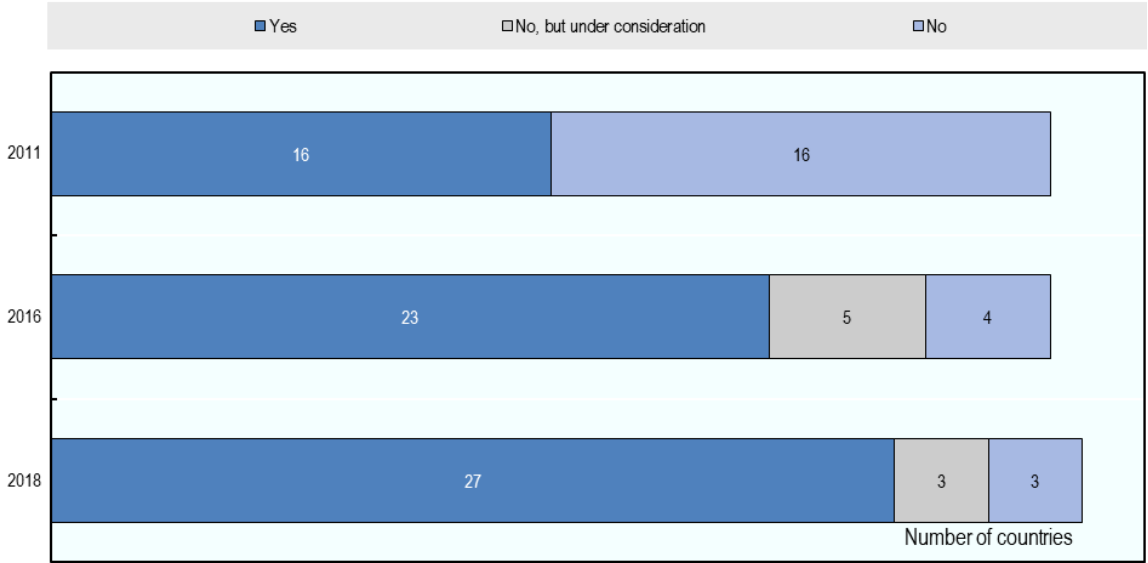 Yes No, but under consideration No
2011 16 16
2016 23 5 4
2018 27 3 3
Number of countries